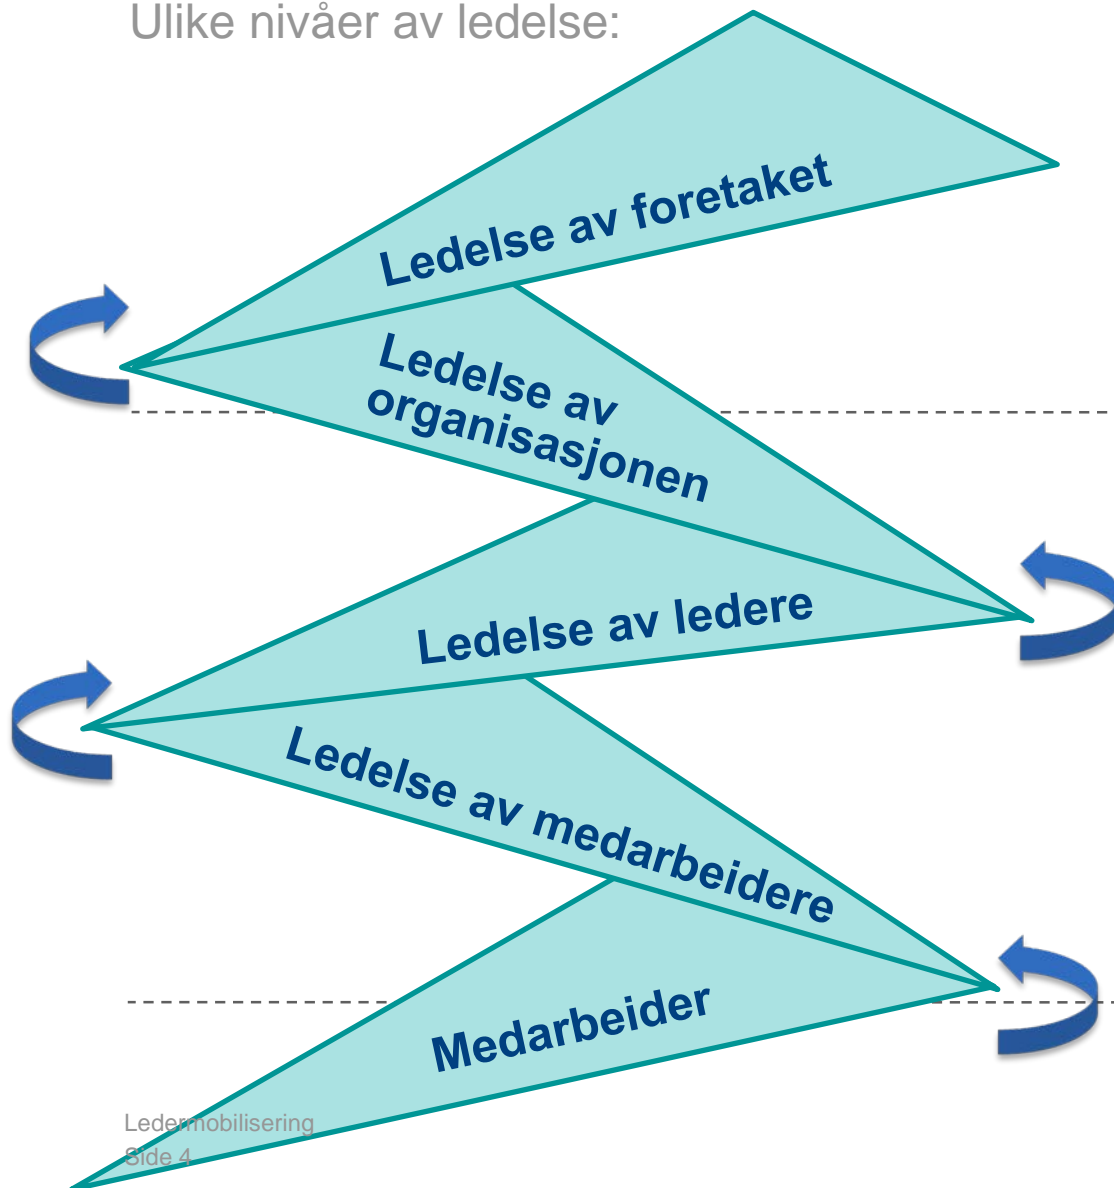 Ulike nivåer av ledelse:
Ledelse av foretaket
Ledelse av
organisasjonen
Ledelse av ledere
Ledelse av medarbeidere
Medarbeider
Ledermobilisering
Side 4